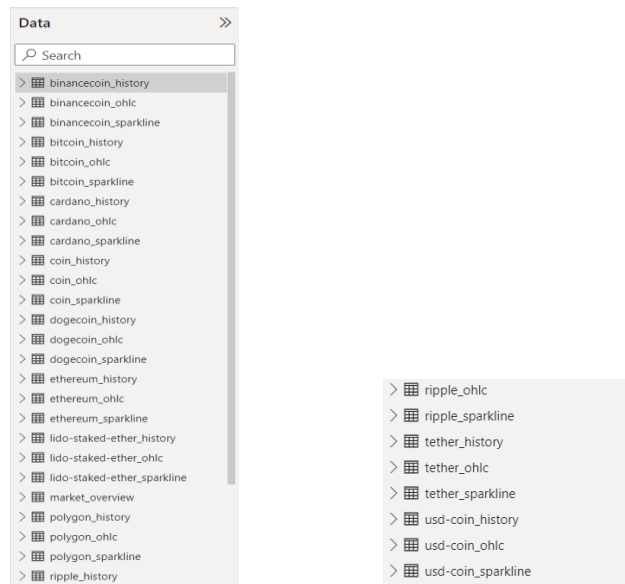 Data
Search
binancecoin_history
binancecoin_ohlc
binancecoin_sparkline
bitcoin_history
bitcoin_ohlc
bitcoin_sparkline
cardano_history
cardano_ohlc
cardano_sparkline
coin_history
coin_ohlc
coin_sparkline
dogecoin_history
dogecoin_ohlc
dogecoin_sparkline
ethereum_history
ethereum_ohlc
ethereum_sparkline
lido-staked-ether_history
lido-staked-ether_ohlc
lido-staked-ether_sparkline
market_overview
polygon_history
polygon_ohlc
polygon_sparkline
ripple_history
ripple_ohlc
ripple_sparkline
tether_history
tether_ohlc
tether_sparkline
usd-coin_history
usd-coin_ohlc
usd-coin_sparkline